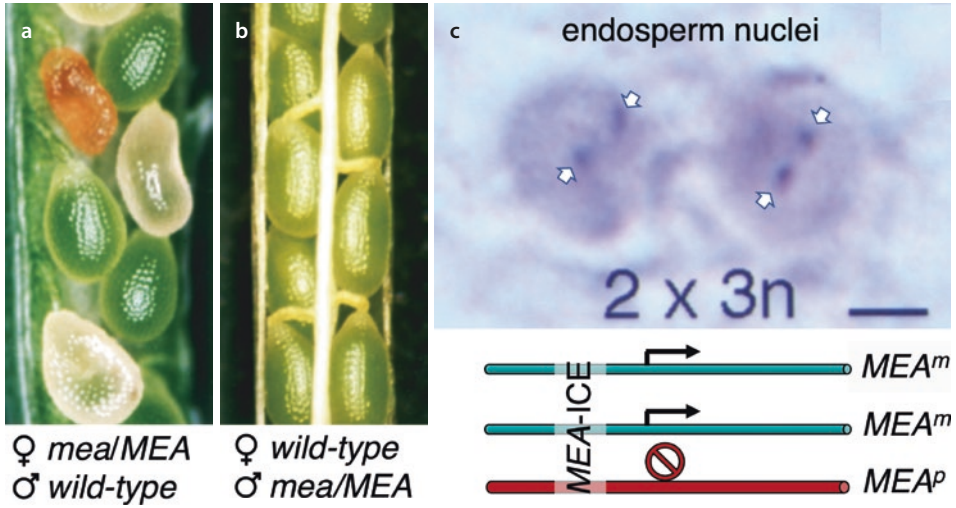 a
♀ mea/MEA
♂ wild-type
b
♀ wild-type
♂ mea/MEA
c
endosperm nuclei
2 x 3n
MEA-ICE
MEAᵐ
MEAᵐ
MEAᵖ